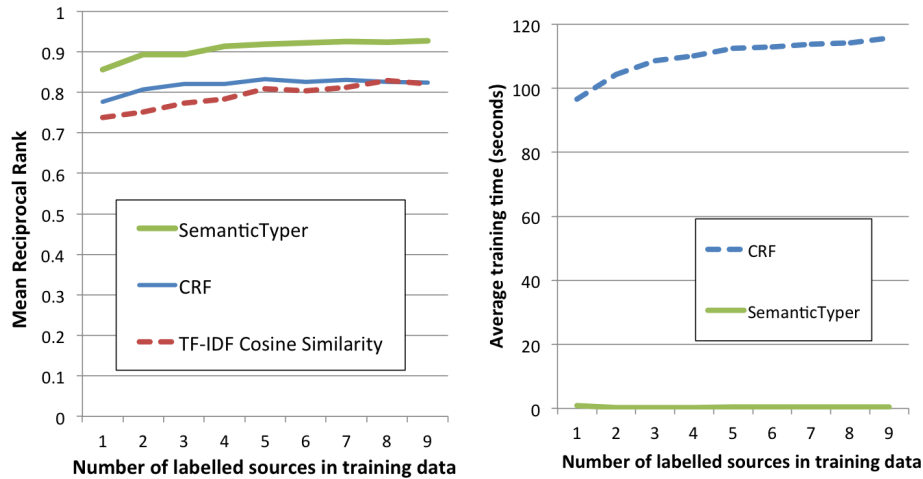 1
0.9
0.8
0.7
0.6
0.5
0.4
0.3
0.2
0.1
0
Mean Reciprocal Rank
SemanticTyper
CRF
TF-IDF Cosine Similarity
1 2 3 4 5 6 7 8 9
Number of labelled sources in training data
120
100
80
60
40
20
0
Average training time (seconds)
CRF
SemanticTyper
1 2 3 4 5 6 7 8 9
Number of labelled sources in training data